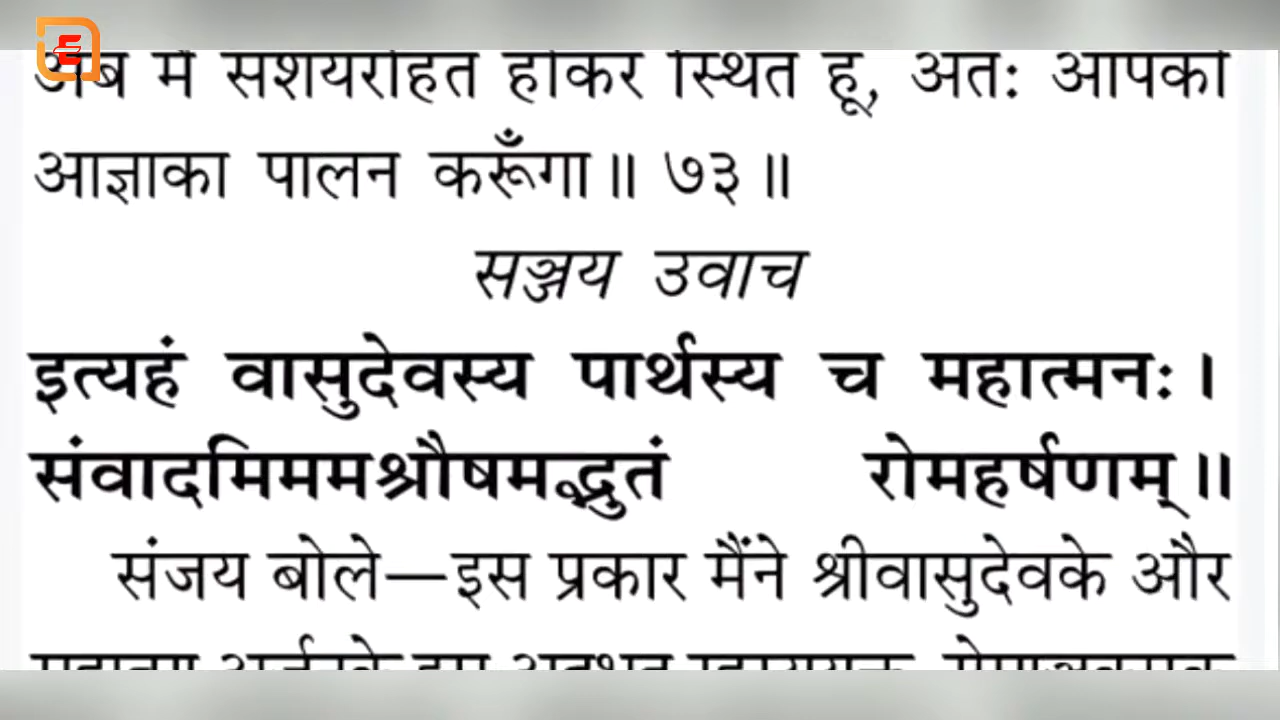 अब मैं संशयरहित होकर स्थित हूँ, अतः आपकी
आज्ञाका पालन करूँगा॥ ७३॥
सञ्जय उवाच
इत्यहं वासुदेवस्य पार्थस्य च महात्मनः।
संवादमिममश्रौषमद्भुतं रोमहर्षणम्॥
संजय बोले—इस प्रकार मैंने श्रीवासुदेवके और